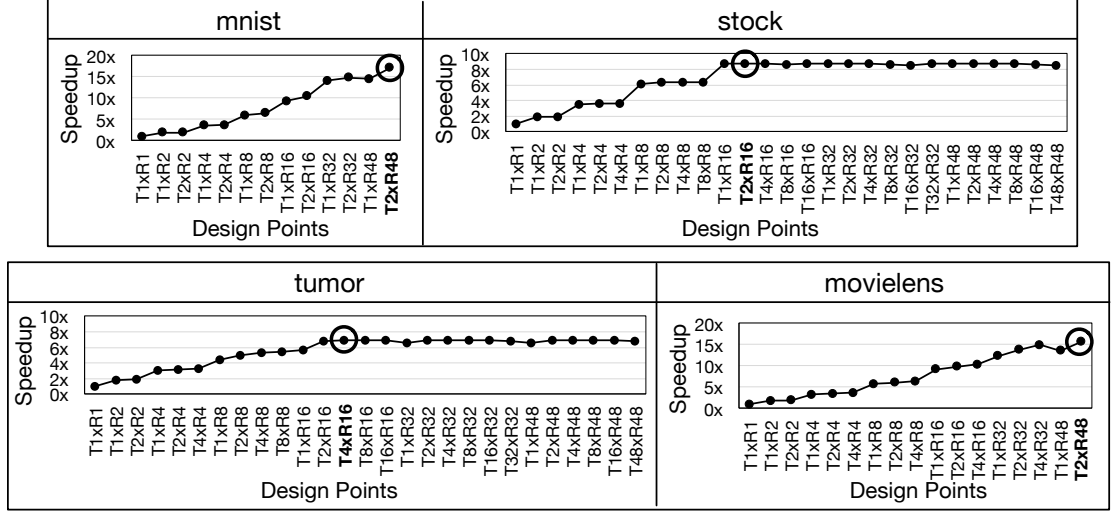 mnist
Speedup
20x
15x
10x
5x
0x
T1xR1
T1xR2
T2xR2
T1xR4
T2xR4
T1xR8
T2xR8
T1xR16
T2xR16
T1xR32
T2xR32
T1xR48
T2xR48
Design Points
stock
Speedup
10x
8x
6x
4x
2x
0x
T1xR1
T1xR2
T2xR2
T1xR4
T2xR4
T4xR4
T1xR8
T2xR8
T4xR8
T8xR8
T1xR16
T2xR16
T4xR16
T8xR16
T16xR16
T1xR32
T2xR32
T4xR32
T8xR32
T16xR32
T32xR32
T1xR48
T2xR48
T4xR48
T8xR48
T16xR48
T48xR48
Design Points
tumor
Speedup
10x
8x
6x
4x
2x
0x
T1xR1
T1xR2
T2xR2
T1xR4
T2xR4
T4xR4
T1xR8
T2xR8
T4xR8
T8xR8
T1xR16
T2xR16
T4xR16
T8xR16
T16xR16
T1xR32
T2xR32
T4xR32
T8xR32
T16xR32
T32xR32
T1xR48
T2xR48
T4xR48
T8xR48
T16xR48
T48xR48
Design Points
movielens
Speedup
20x
15x
10x
5x
0x
T1xR1
T1xR2
T2xR2
T1xR4
T2xR4
T4xR4
T1xR8
T2xR8
T4xR8
T1xR16
T2xR16
T4xR16
T1xR32
T2xR32
T4xR32
T1xR48
T2xR48
Design Points